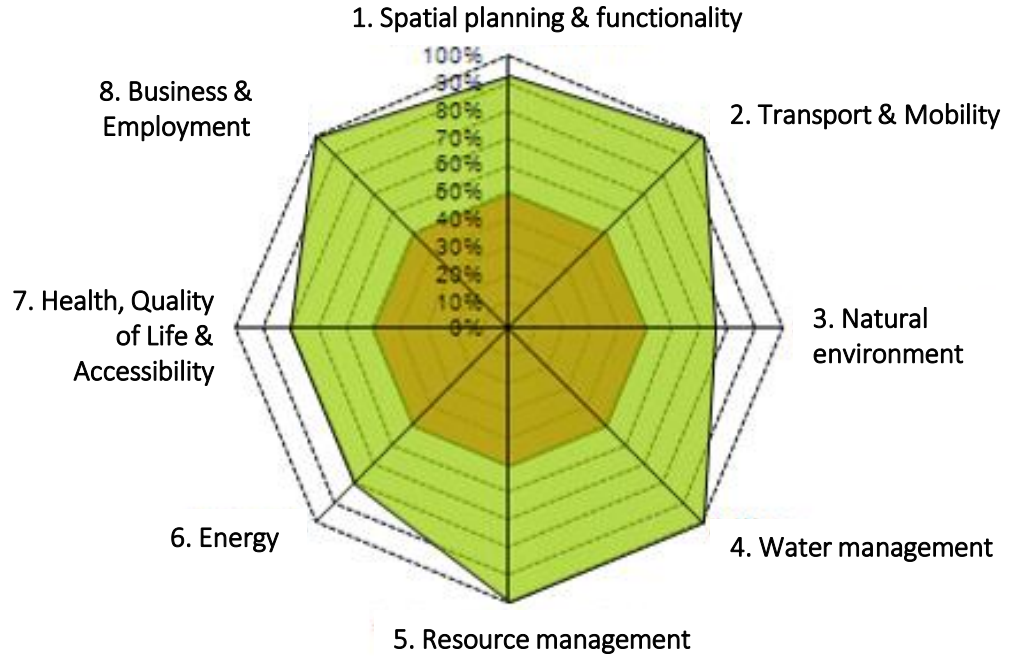 1. Spatial planning & functionality
100%
90%
80%
70%
60%
50%
40%
30%
20%
10%
0%
2. Transport & Mobility
3. Natural
environment
4. Water management
5. Resource management
6. Energy
7. Health, Quality
of Life &
Accessibility
8. Business &
Employment